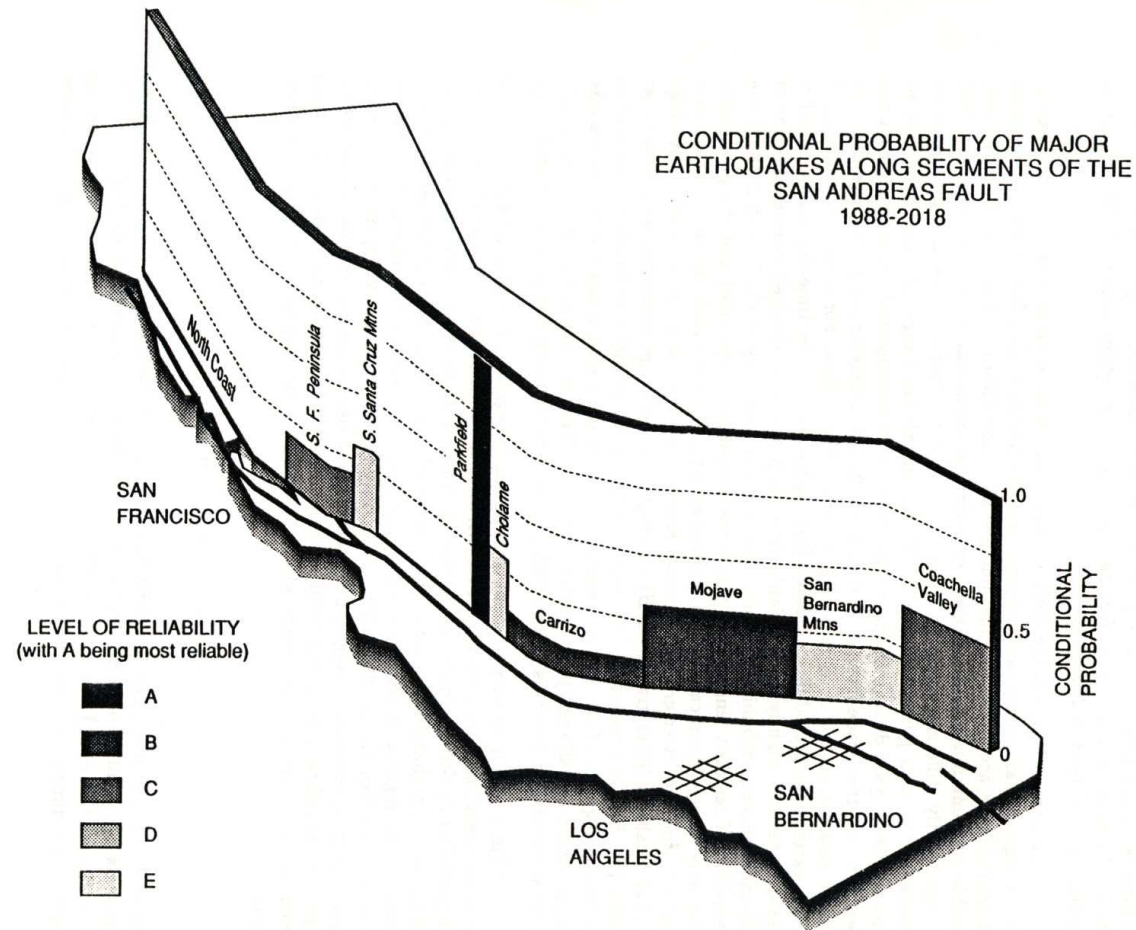 CONDITIONAL PROBABILITY OF MAJOR
EARTHQUAKES ALONG SEGMENTS OF THE
SAN ANDREAS FAULT
1988-2018
North Coast
S. F. Peninsula
S. Santa Cruz Mtns
Parkfield
Cholame
Carrizo
Mojave
San
Bernardino
Mtns
Coachella
Valley
1.0
0.5
0
CONDITIONAL
PROBABILITY
SAN
FRANCISCO
LOS
ANGELES
SAN
BERNARDINO
LEVEL OF RELIABILITY
(with A being most reliable)
A
B
C
D
E